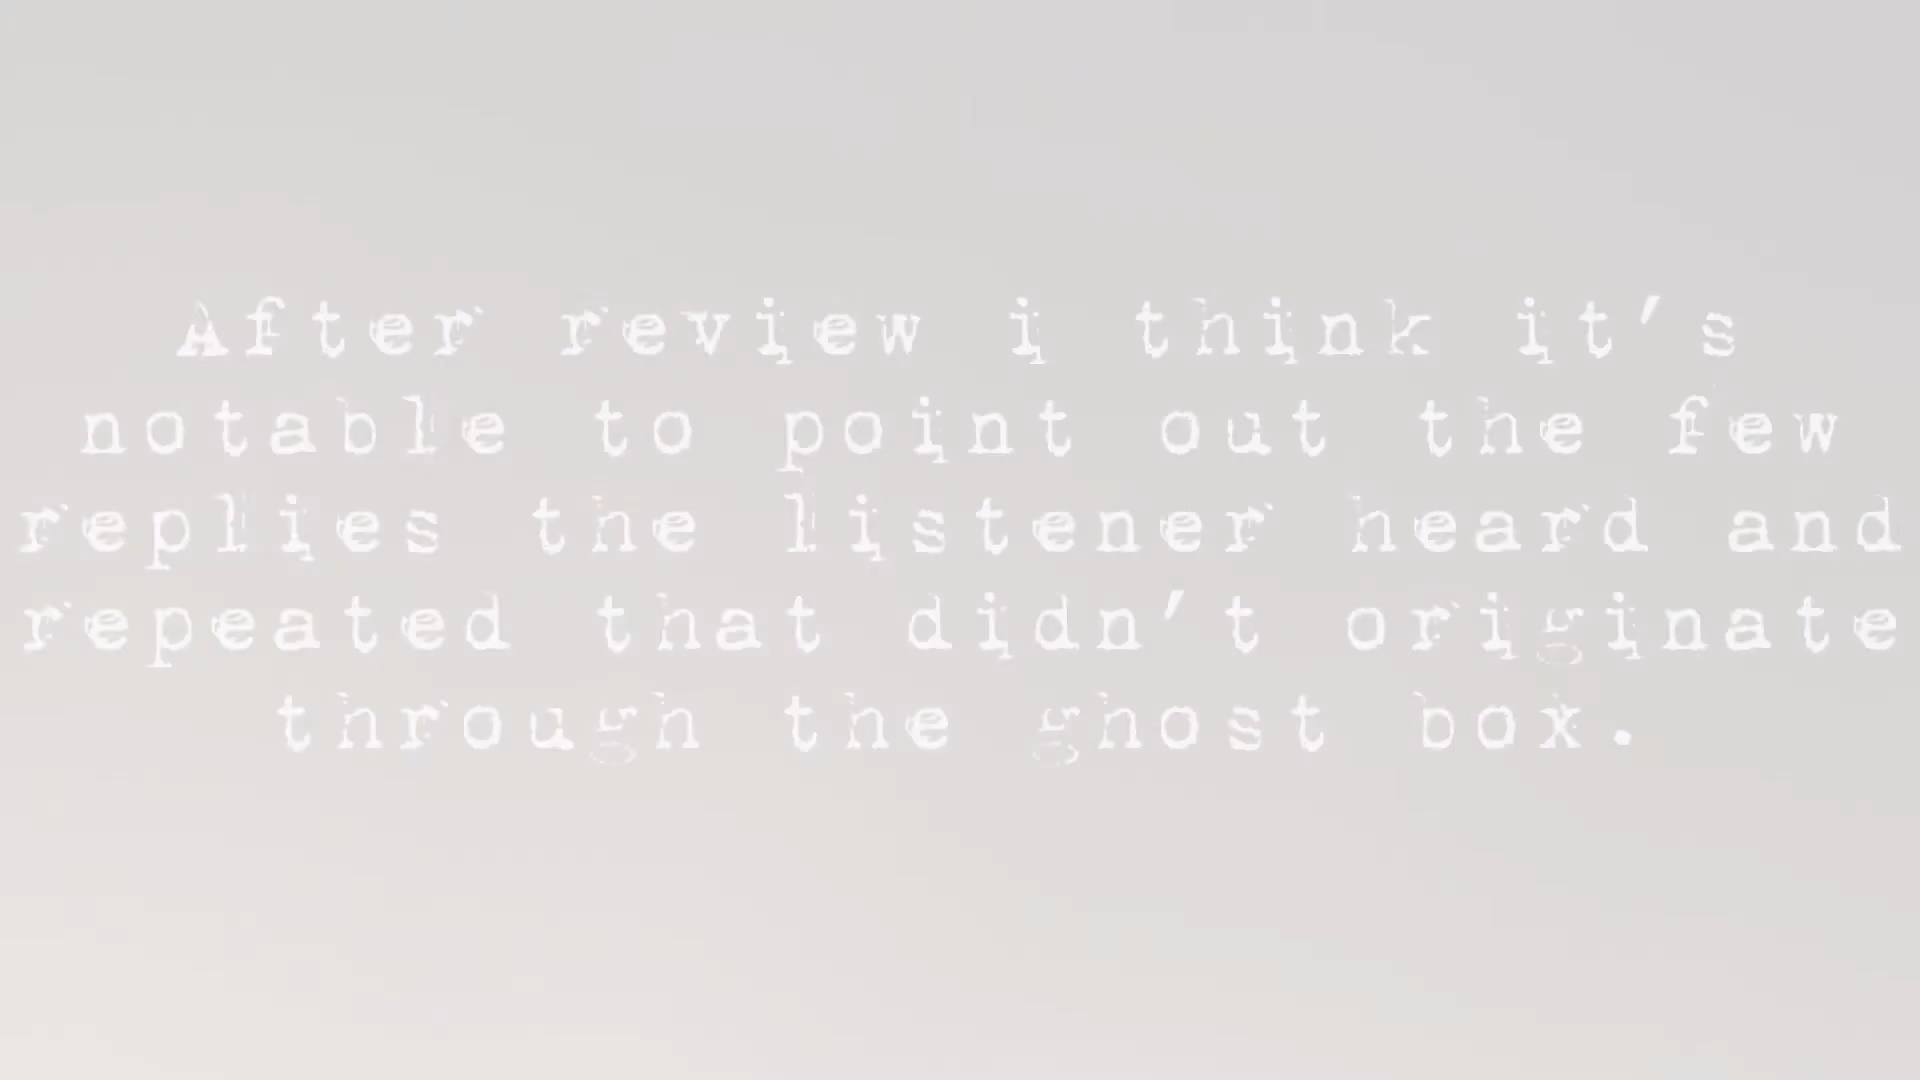 After review i think it's
notable to point out the few
replies the listener heard and
repeated that didn't originate
through the ghost box.